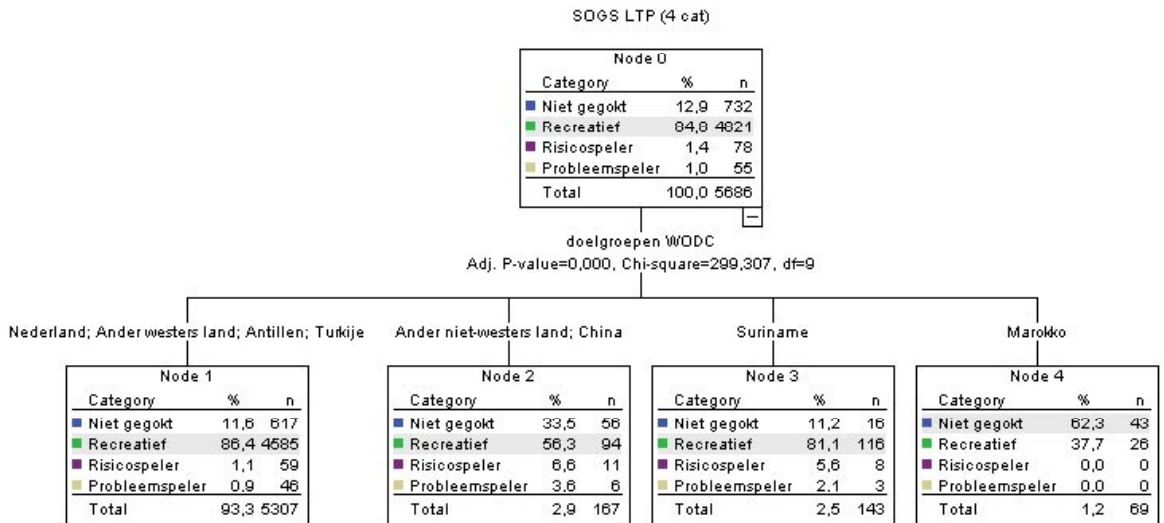 SOGS LTP (4 cat)
Node 0
Category % n
Niet gegokt 12,9 732
Recreatief 84,8 4821
Risicospeler 1,4 78
Probleemspeler 1,0 55
Total 100,0 5686
doelgroepen WODC
Adj. P-value=0,000, Chi-square=299,307, df=9
Nederland; Ander westers land; Antillen; Turkije
Node 1
Category % n
Niet gegokt 11,6 617
Recreatief 86,4 4585
Risicospeler 1,1 59
Probleemspeler 0,9 46
Total 93,3 5307
Ander niet-westers land; China
Node 2
Category % n
Niet gegokt 33,5 56
Recreatief 56,3 94
Risicospeler 6,6 11
Probleemspeler 3,6 6
Total 2,9 167
Suriname
Node 3
Category % n
Niet gegokt 11,2 16
Recreatief 81,1 116
Risicospeler 5,6 8
Probleemspeler 2,1 3
Total 2,5 143
Marokko
Node 4
Category % n
Niet gegokt 62,3 43
Recreatief 37,7 26
Risicospeler 0,0 0
Probleemspeler 0,0 0
Total 1,2 69